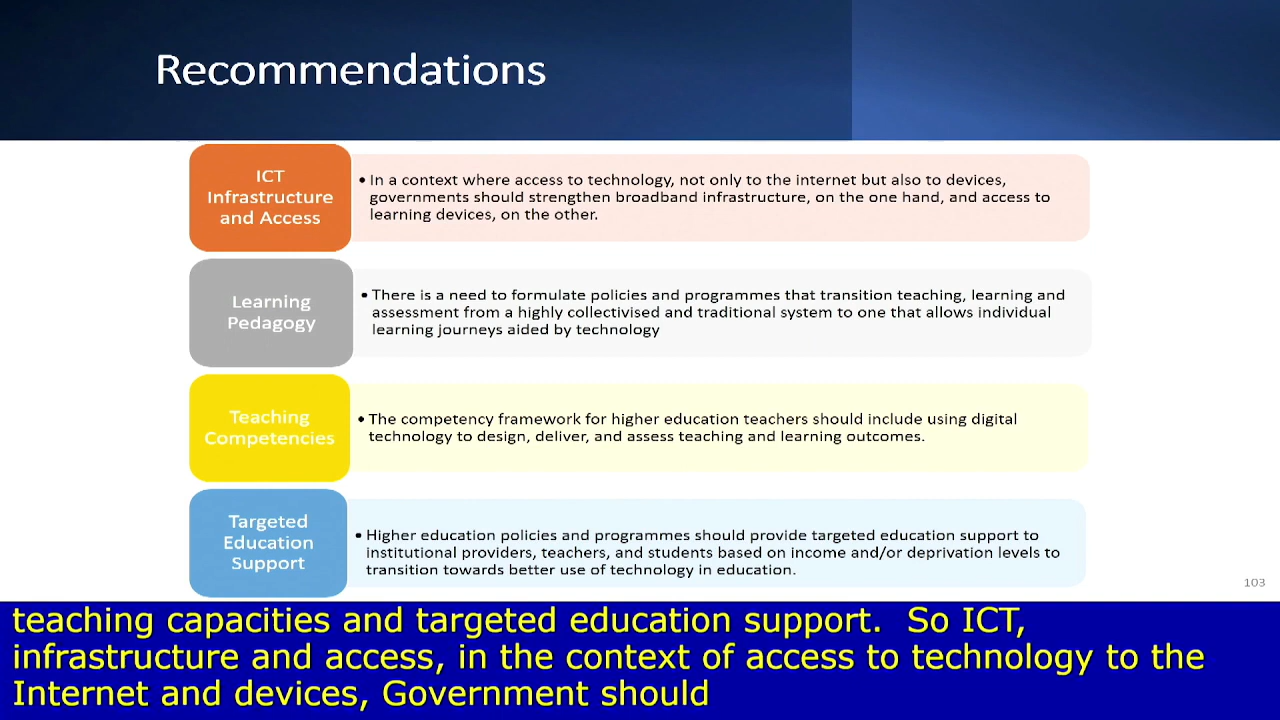 Recommendations
ICT
Infrastructure
and Access
• In a context where access to technology, not only to the internet but also to devices,
governments should strengthen broadband infrastructure, on the one hand, and access to
learning devices, on the other.
Learning
Pedagogy
• There is a need to formulate policies and programmes that transition teaching, learning and
assessment from a highly collectivised and traditional system to one that allows individual
learning journeys aided by technology
Teaching
Competencies
• The competency framework for higher education teachers should include using digital
technology to design, deliver, and assess teaching and learning outcomes.
Targeted
Education
Support
• Higher education policies and programmes should provide targeted education support to
institutional providers, teachers, and students based on income and/or deprivation levels to
transition towards better use of technology in education.
103
teaching capacities and targeted education support.  So ICT,
infrastructure and access, in the context of access to technology to the
Internet and devices, Government should